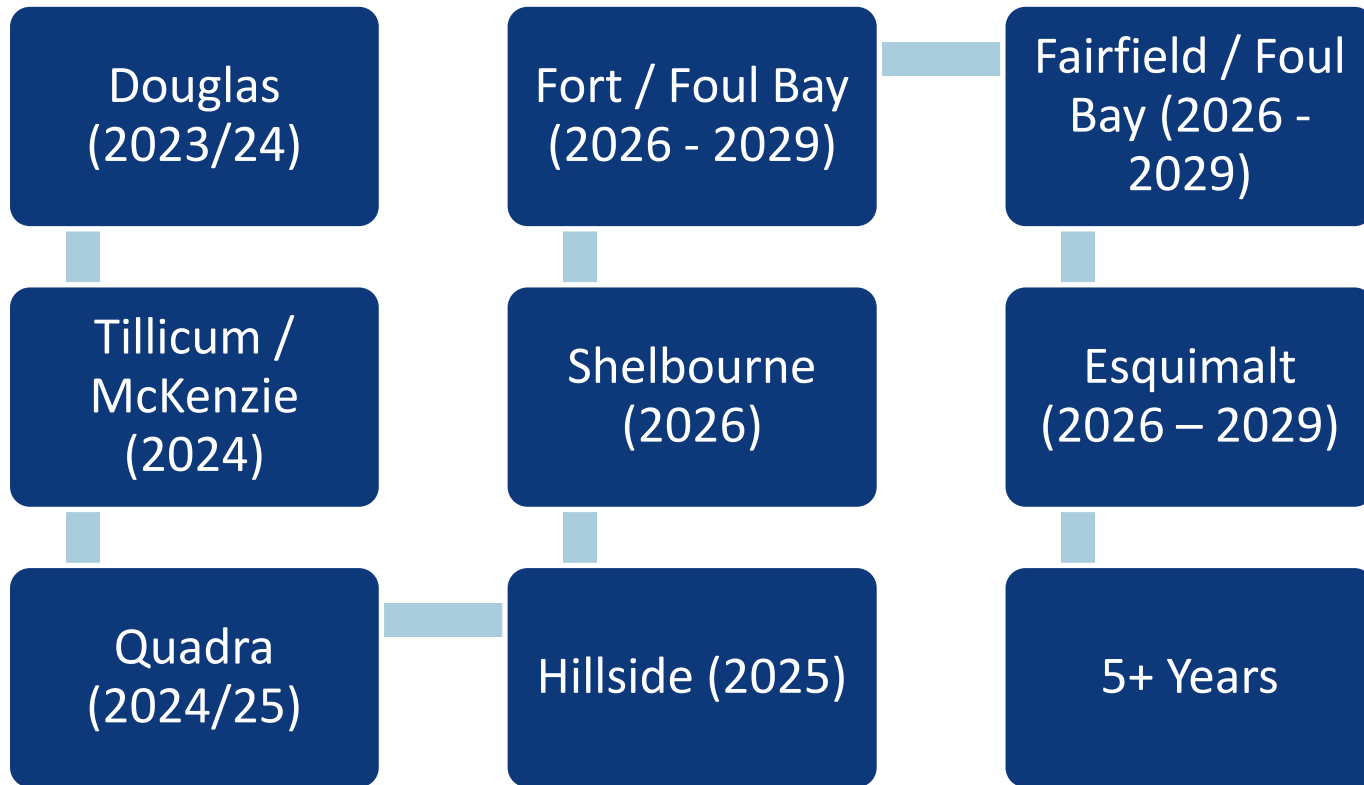 Douglas
(2023/24)
Tillicum /
McKenzie
(2024)
Quadra
(2024/25)
Hillside (2025)
Shelbourne
(2026)
Fort / Foul Bay
(2026 - 2029)
Fairfield / Foul
Bay (2026 -
2029)
Esquimalt
(2026 – 2029)
5+ Years